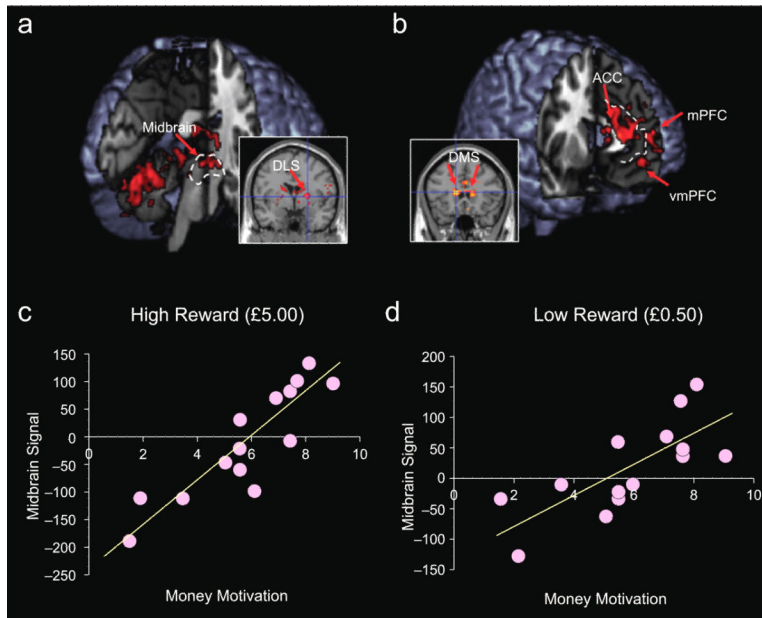 a
Midbrain
DLS
b
ACC
mPFC
DMS
vmPFC
c
High Reward (£5.00)
150
100
50
0
–50
–100
–150
–200
–250
0
2
4
6
8
10
Midbrain Signal
Money Motivation
d
Low Reward (£0.50)
200
150
100
50
0
–50
–100
–150
0
2
4
6
8
10
Midbrain Signal
Money Motivation